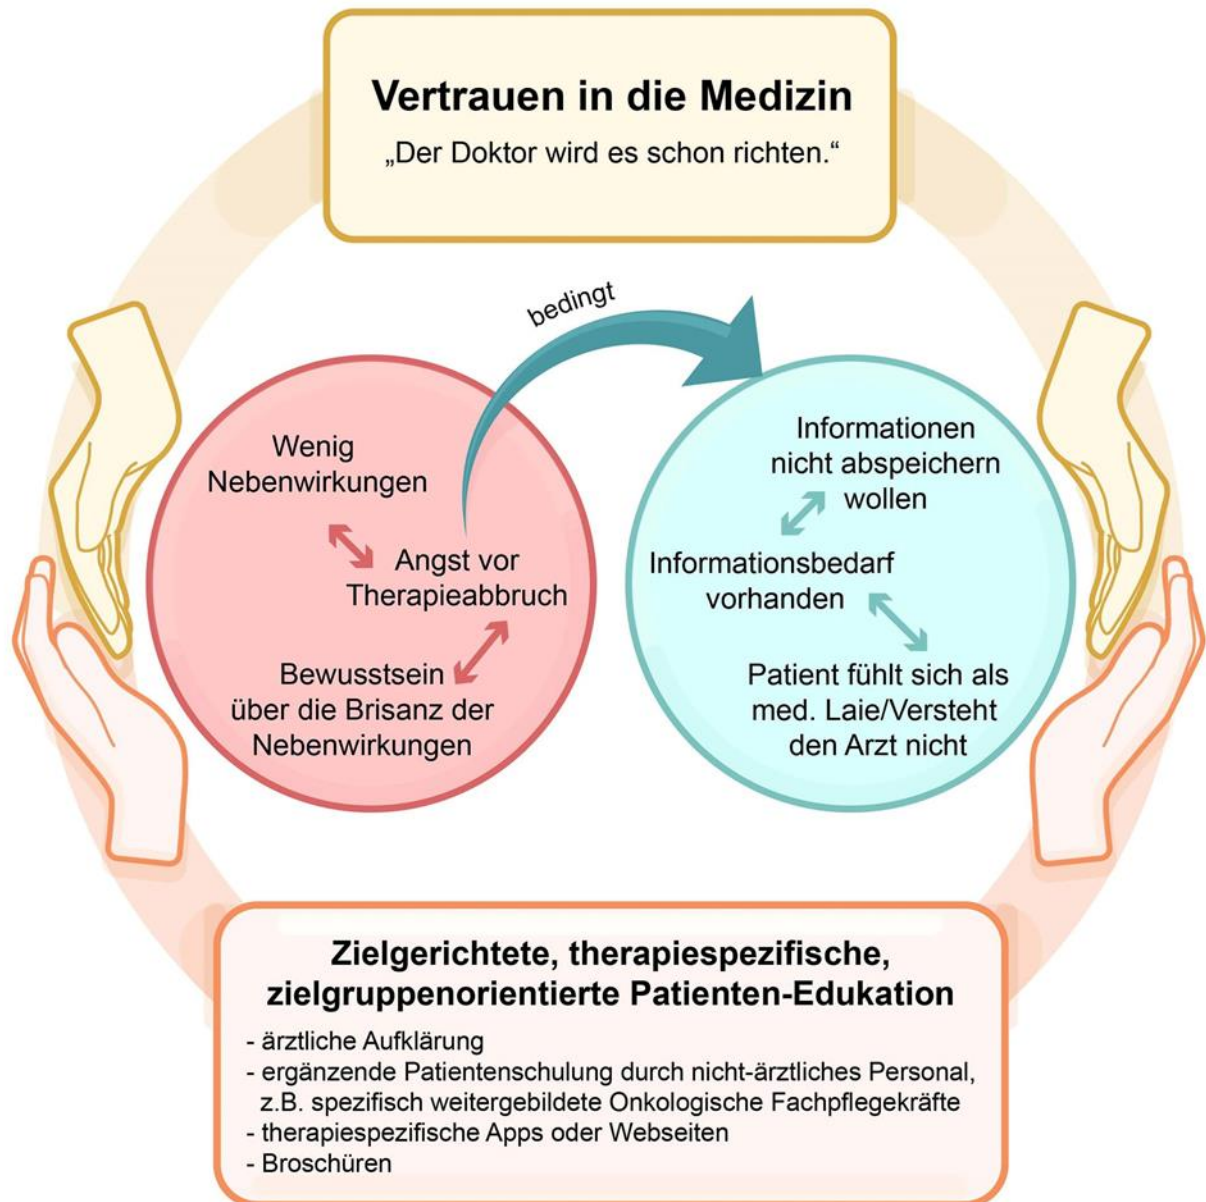 Vertrauen in die Medizin
„Der Doktor wird es schon richten.“
bedingt
Wenig
Nebenwirkungen
Angst vor
Therapieabbruch
Bewusstsein
über die Brisanz der
Nebenwirkungen
Informationen
nicht abspeichern
wollen
Informationsbedarf
vorhanden
Patient fühlt sich als
med. Laie/Versteht
den Arzt nicht
Zielgerichtete, therapiespezifische,
zielgruppenorientierte Patienten-Edukation
- ärztliche Aufklärung
- ergänzende Patientenschulung durch nicht-ärztliches Personal,
z.B. spezifisch weitergebildete Onkologische Fachpflegekräfte
- therapiespezifische Apps oder Webseiten
- Broschüren